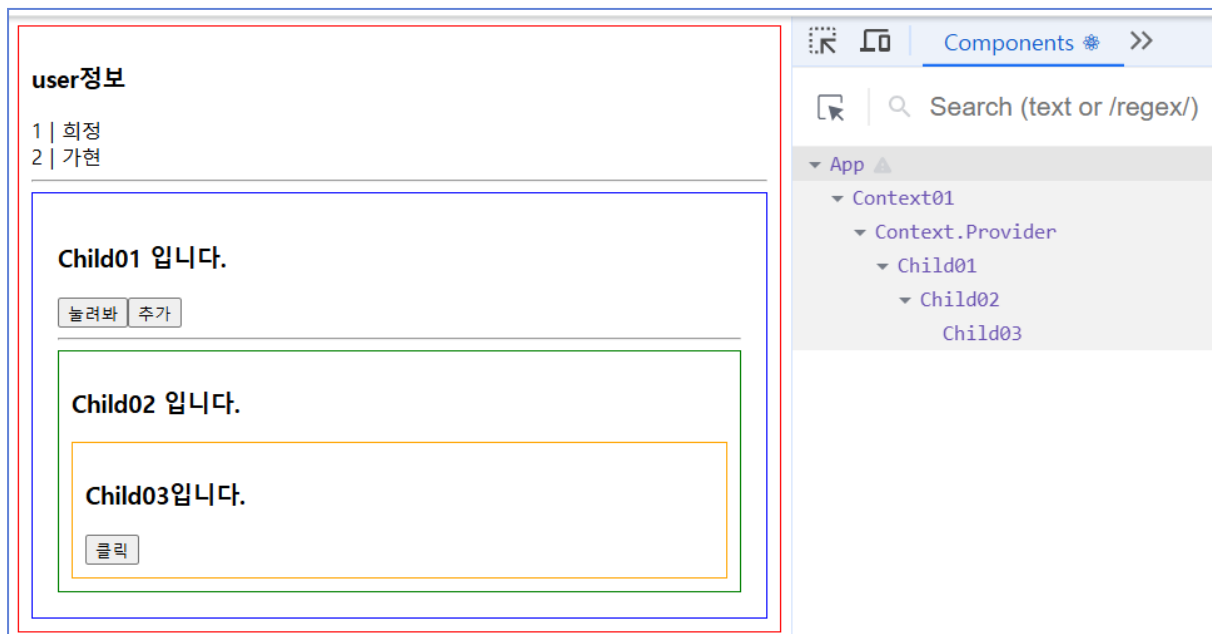 user정보
1 | 희정
2 | 가현
Child01 입니다.
눌려봐 추가
Child02 입니다.
Child03입니다.
클릭
Components
Search (text or /regex/)
App
Context01
Context.Provider
Child01
Child02
Child03